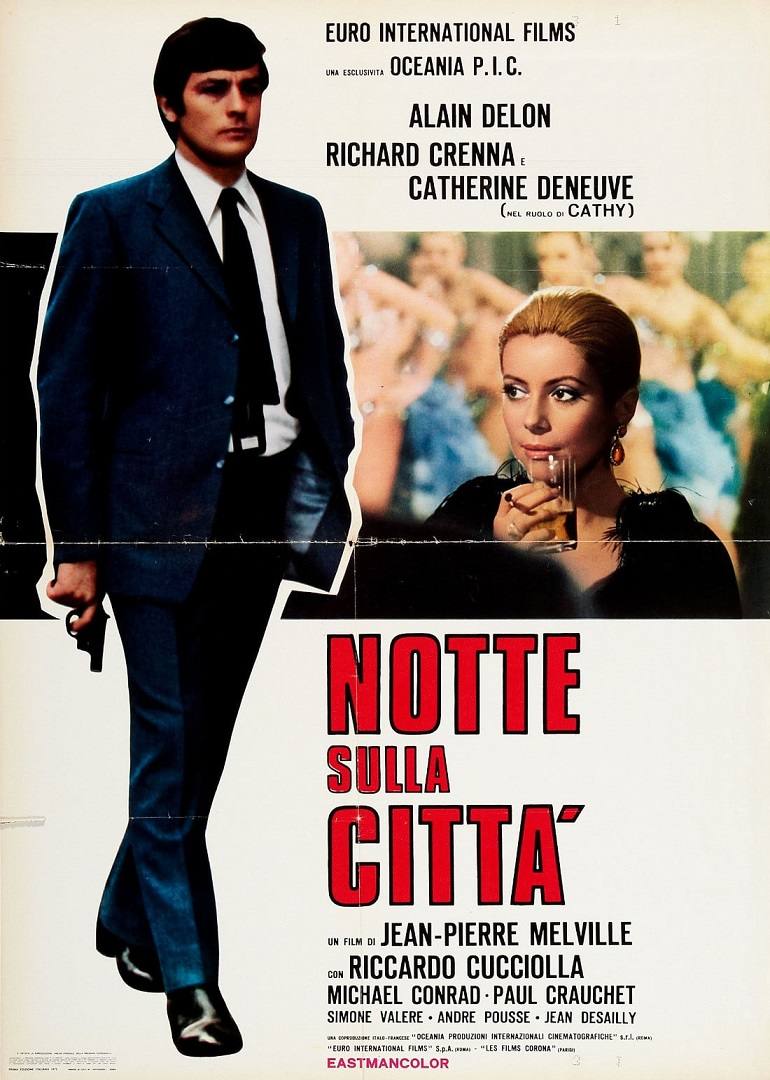 EURO INTERNATIONAL FILMS
UNA ESCLUSIVITA OCEANIA P.I.C.
ALAIN DELON
RICHARD CRENNA E
CATHERINE DENEUVE
(NEL RUOLO DI CATHY)
NOTTE
SULLA
CITTA'
UN FILM DI JEAN-PIERRE MELVILLE
CON RICCARDO CUCCIOLLA
MICHAEL CONRAD · PAUL CRAUCHET
SIMONE VALERE · ANDRE POUSSE · JEAN DESAILLY
UNA COPRODUZIONE ITALO-FRANCESE "OCEANIA PRODUZIONI INTERNAZIONALI CINEMATOGRAFICHE" S.r.l. (ROMA)
"EURO INTERNATIONAL FILMS" S.p.A. (ROMA) - "LES FILMS CORONA" (PARIGI)
EASTMANCOLOR